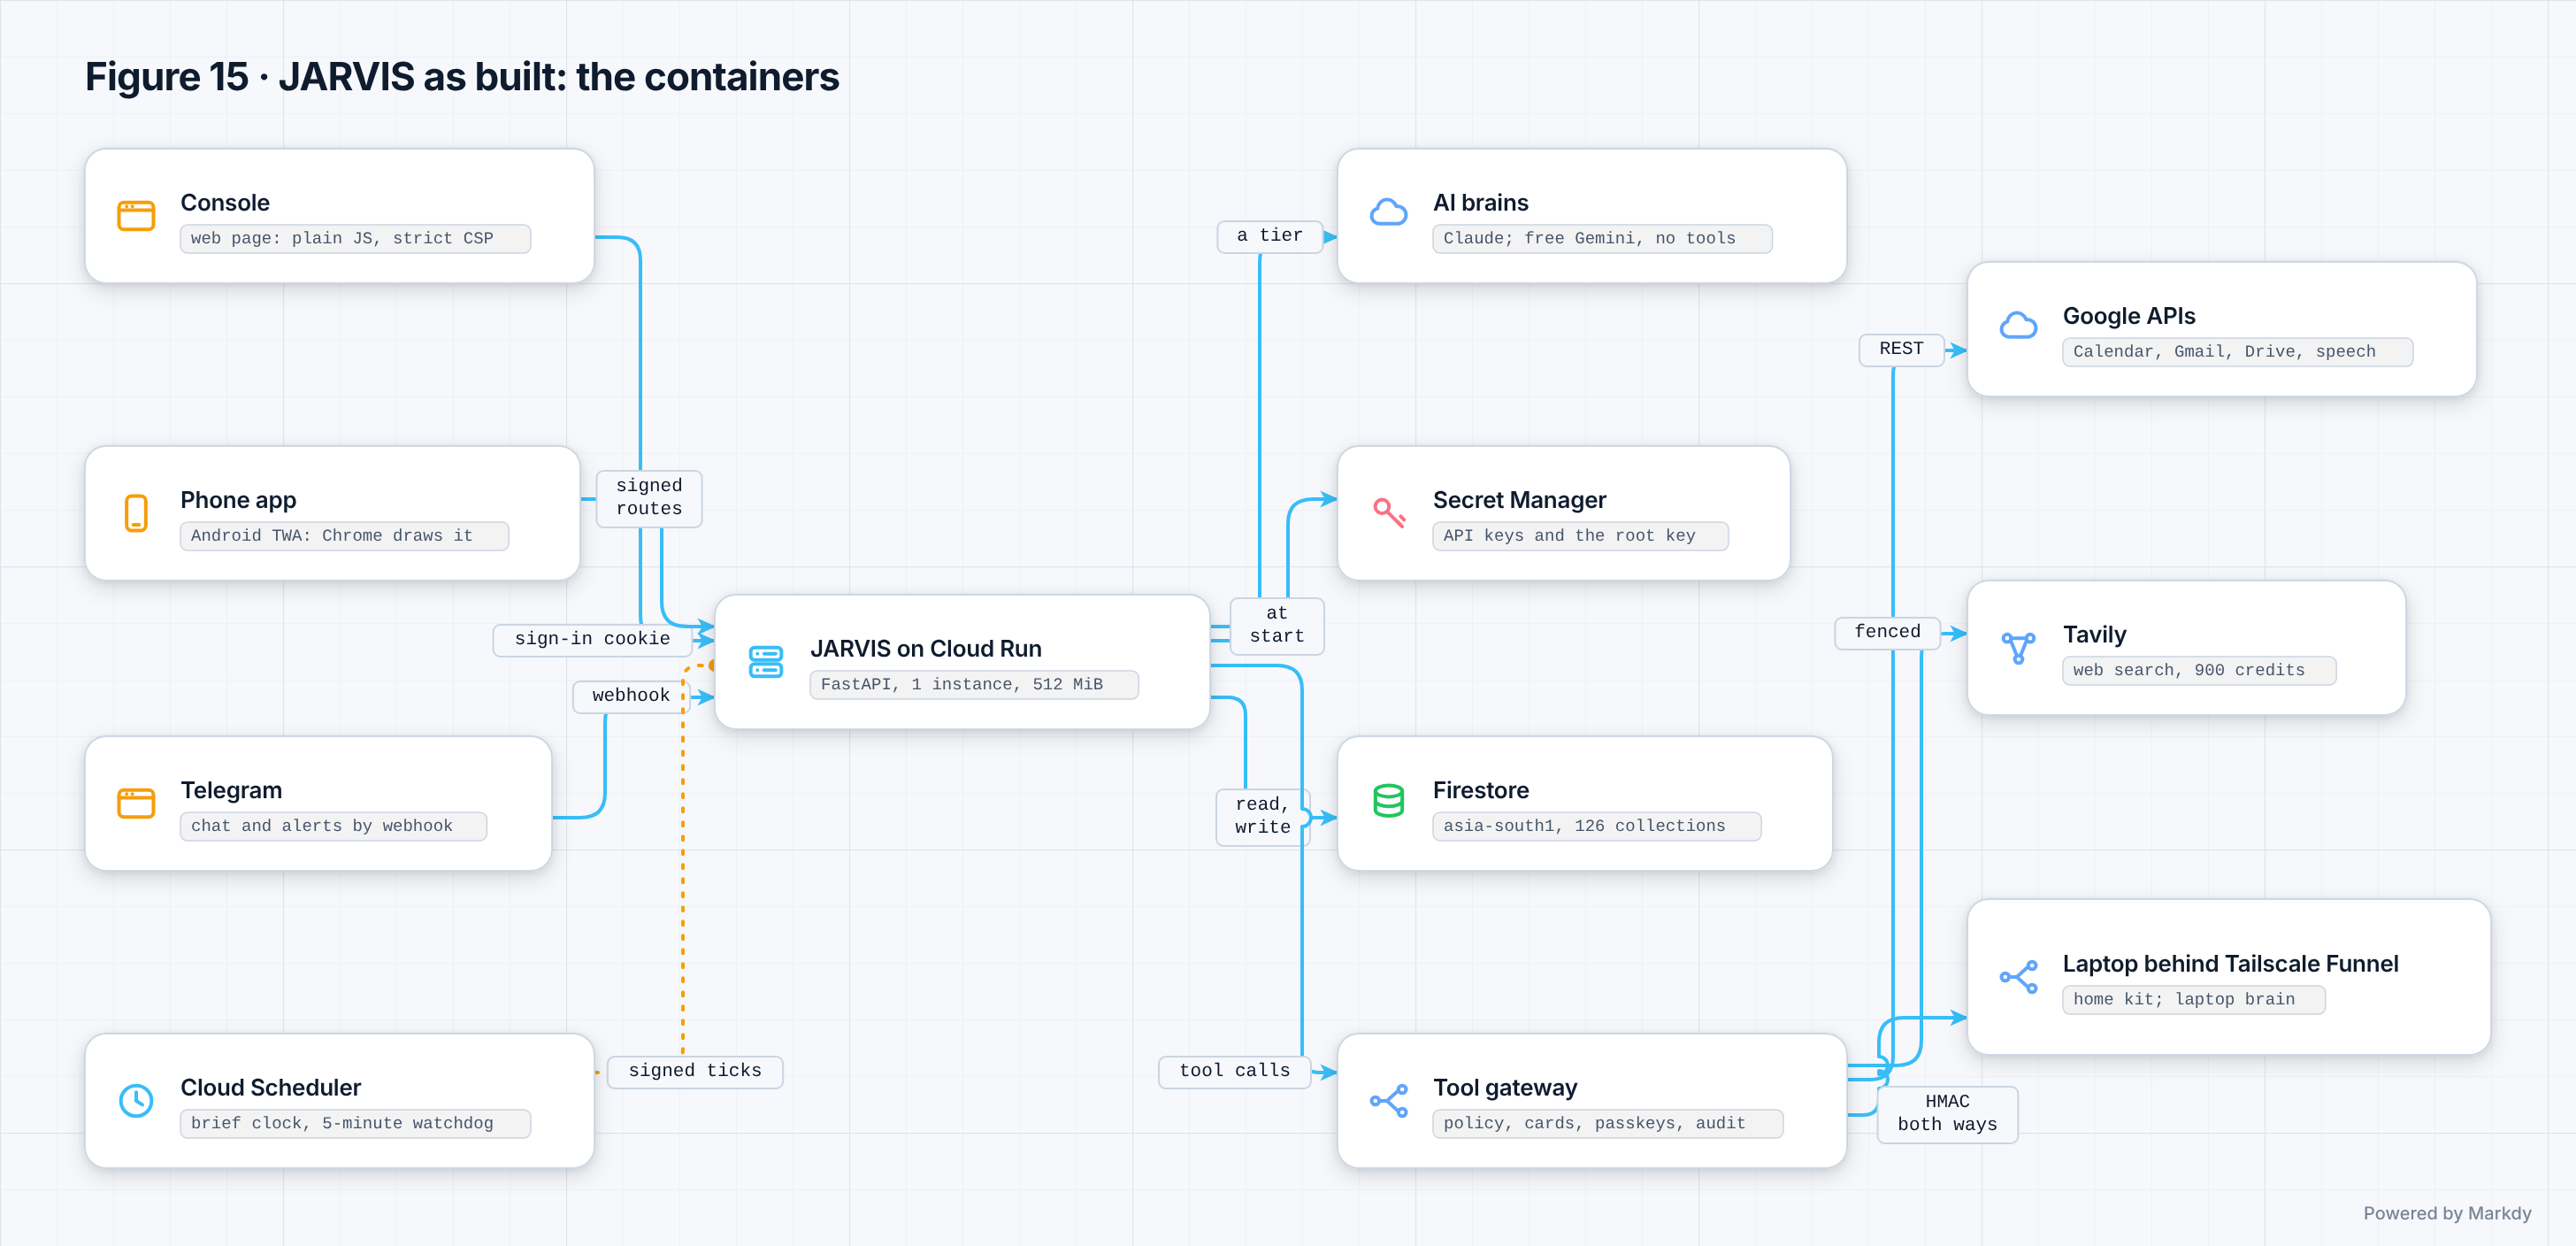 Figure 15 · JARVIS as built: the containers
Console
web page: plain JS, strict CSP
AI brains
Claude; free Gemini, no tools
a tier
Google APIs
Calendar, Gmail, Drive, speech
REST
Phone app
Android TWA: Chrome draws it
signed
routes
Secret Manager
API keys and the root key
at
start
sign-in cookie
JARVIS on Cloud Run
FastAPI, 1 instance, 512 MiB
webhook
fenced
Tavily
web search, 900 credits
Telegram
chat and alerts by webhook
read,
write
Firestore
asia-south1, 126 collections
Laptop behind Tailscale Funnel
home kit; laptop brain
Cloud Scheduler
brief clock, 5-minute watchdog
signed ticks
tool calls
Tool gateway
policy, cards, passkeys, audit
HMAC
both ways
Powered by Markdy